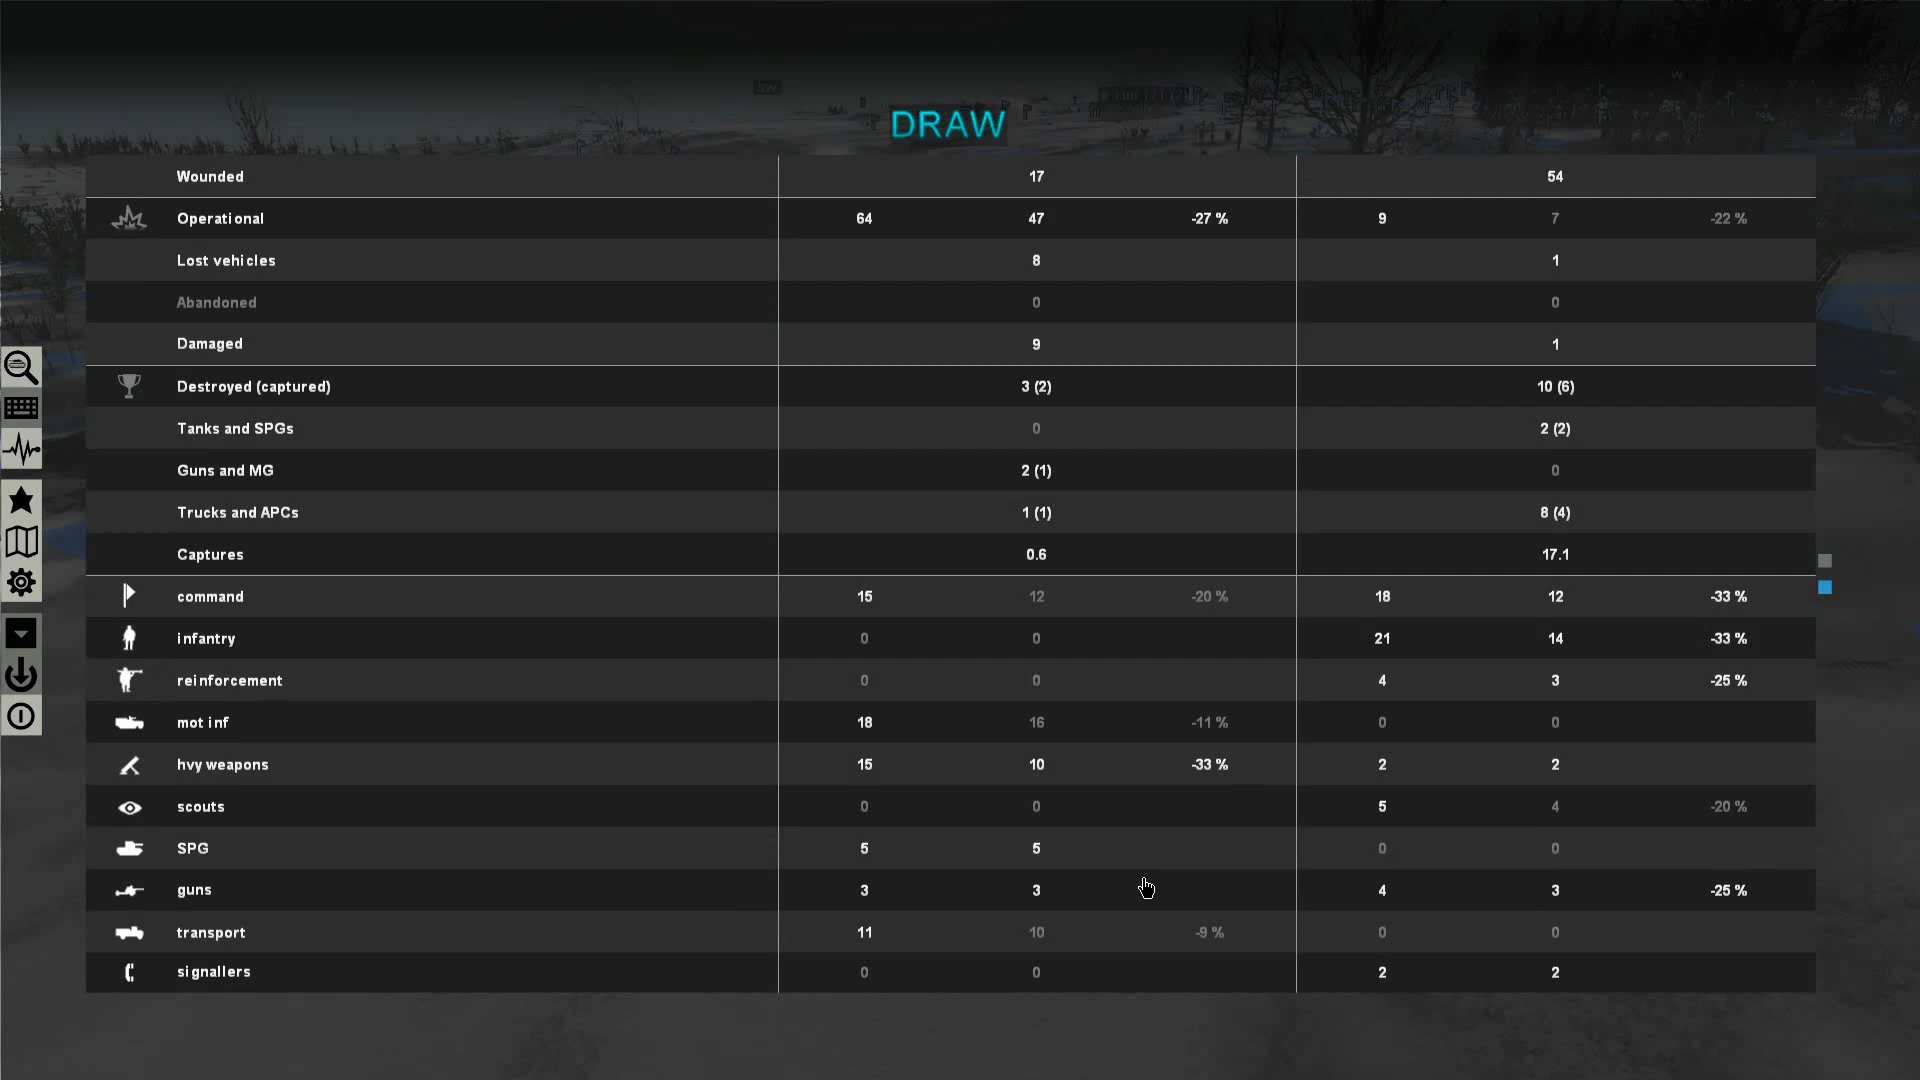 DRAW
Wounded 17 54
Operational 64 47 -27 % 9 7 -22 %
Lost vehicles 8 1
Abandoned 0 0
Damaged 9 1
Destroyed (captured) 3 (2) 10 (6)
Tanks and SPGs 0 2 (2)
Guns and MG 2 (1) 0
Trucks and APCs 1 (1) 8 (4)
Captures 0.6 17.1
command 15 12 -20 % 18 12 -33 %
infantry 0 0 21 14 -33 %
reinforcement 0 0 4 3 -25 %
mot inf 18 16 -11 % 0 0
hvy weapons 15 10 -33 % 2 2
scouts 0 0 5 4 -20 %
SPG 5 5 0 0
guns 3 3 4 3 -25 %
transport 11 10 -9 % 0 0
signallers 0 0 2 2